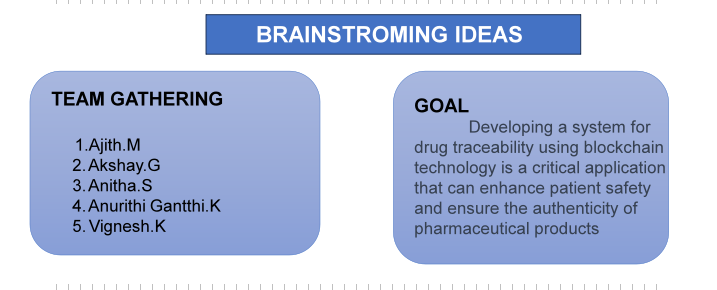 BRAINSTROMING IDEAS
TEAM GATHERING
1.Ajith.M
2.Akshay.G
3.Anitha.S
4.Anurithi Gantthi.K
5.Vignesh.K
GOAL
Developing a system for
drug traceability using blockchain
technology is a critical application
that can enhance patient safety
and ensure the authenticity of
pharmaceutical products